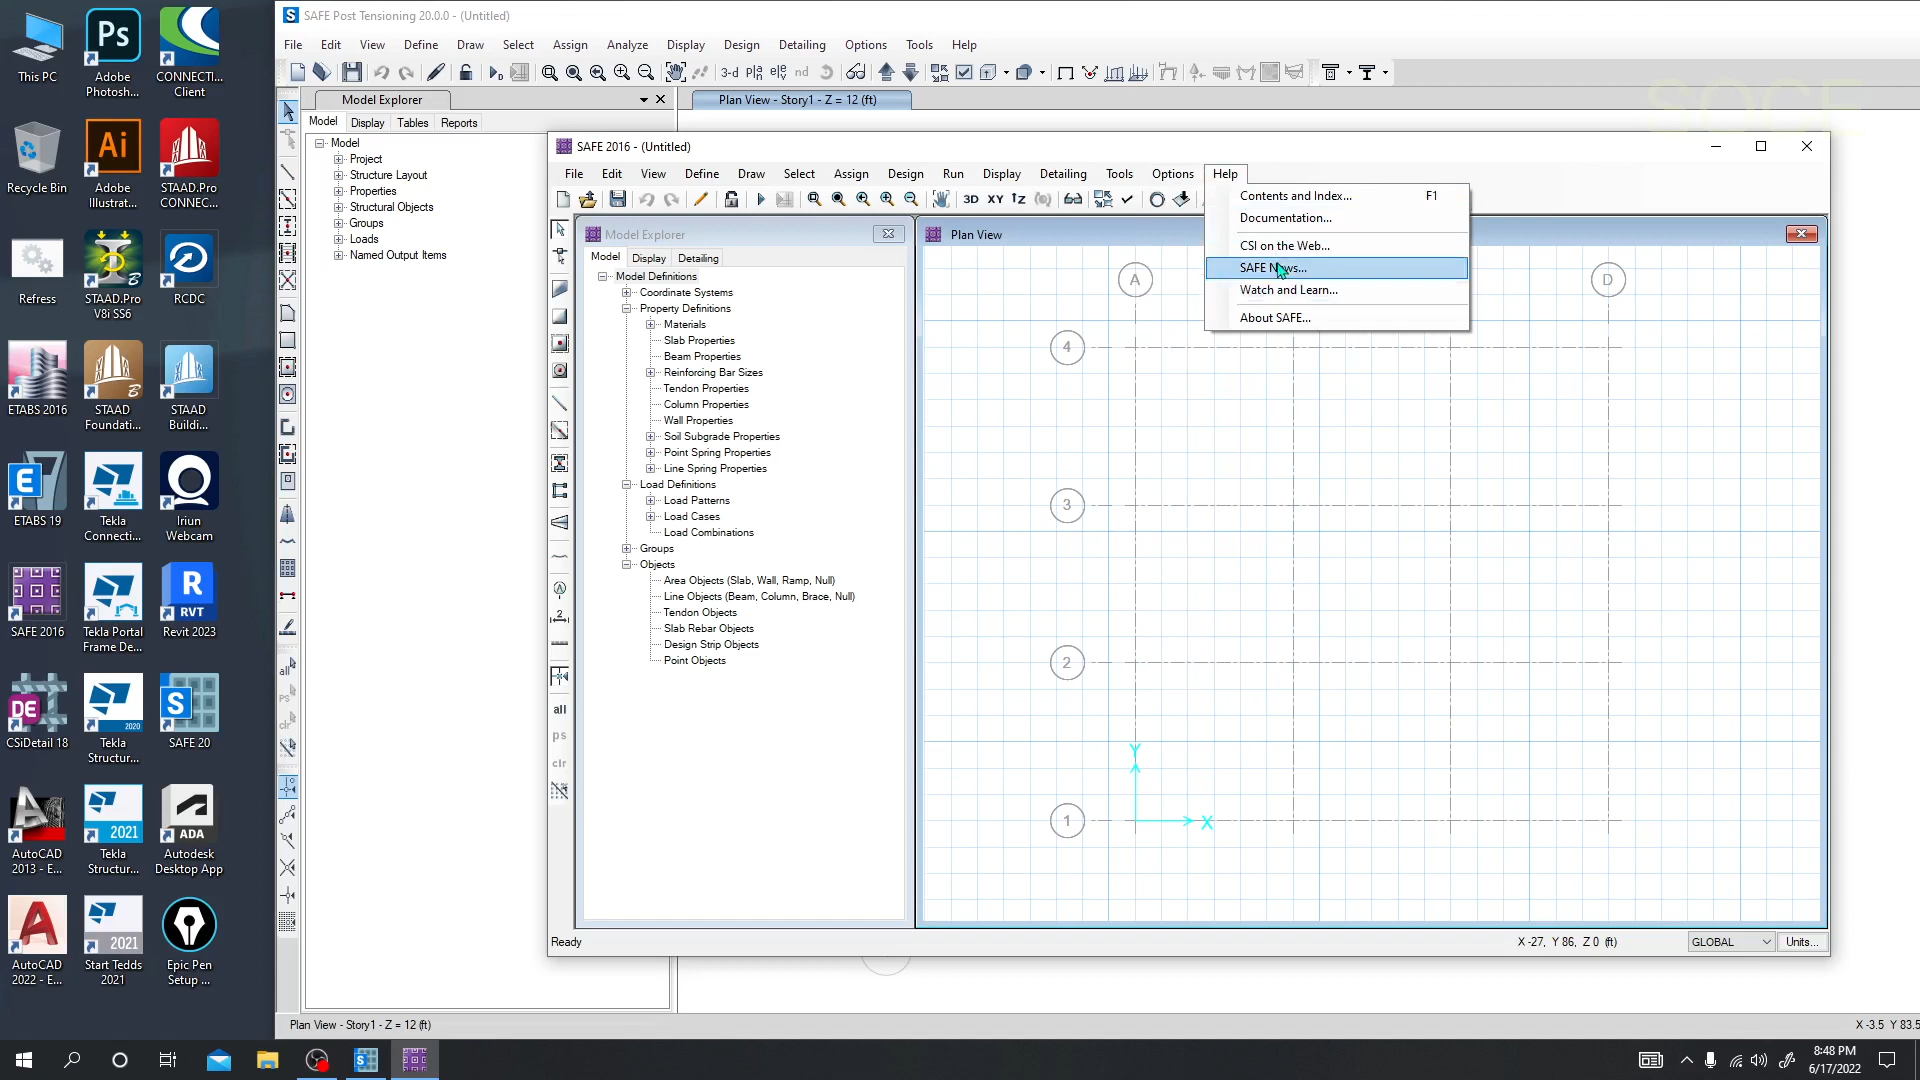 SAFE Post Tensioning 20.0.0 - (Untitled)
File Edit View Define Draw Select Assign Analyze Display Design Detailing Options Tools Help
3-d pla ele nd
Model Explorer
Plan View - Story1 - Z = 12 (ft)
Model Display Tables Reports
Model
Project
Structure Layout
Properties
Structural Objects
Groups
Loads
Named Output Items
all
ps
clr
This PC
Adobe Photosh...
CONNECTI... Client
Recycle Bin
Adobe Illustrat...
STAAD.Pro CONNEC...
Refress
STAAD.Pro V8i SS6
RCDC
ETABS 2016
STAAD Foundati...
STAAD Buildi...
ETABS 19
Tekla Connecti...
Iriun Webcam
SAFE 2016
Tekla Portal Frame De...
Revit 2023
CSiDetail 18
Tekla Structur...
SAFE 20
AutoCAD 2013 - E...
Tekla Structur...
Autodesk Desktop App
AutoCAD 2022 - E...
Start Tedds 2021
Epic Pen Setup ...
SAFE 2016 - (Untitled)
File Edit View Define Draw Select Assign Design Run Display Detailing Tools Options Help
3D XY
Contents and Index... F1
Documentation...
CSI on the Web...
SAFE News...
Watch and Learn...
About SAFE...
Model Explorer
Model Display Detailing
Model Definitions
Coordinate Systems
Property Definitions
Materials
Slab Properties
Beam Properties
Reinforcing Bar Sizes
Tendon Properties
Column Properties
Wall Properties
Soil Subgrade Properties
Point Spring Properties
Line Spring Properties
Load Definitions
Load Patterns
Load Cases
Load Combinations
Groups
Objects
Area Objects (Slab, Wall, Ramp, Null)
Line Objects (Beam, Column, Brace, Null)
Tendon Objects
Slab Rebar Objects
Design Strip Objects
Point Objects
all
ps
clr
Plan View
A D
4
3
2
1
Y
X
Ready
X -27, Y 86, Z 0 (ft)
GLOBAL
Units...
Plan View - Story1 - Z = 12 (ft)
X -3.5 Y 83.5
8:48 PM
6/17/2022